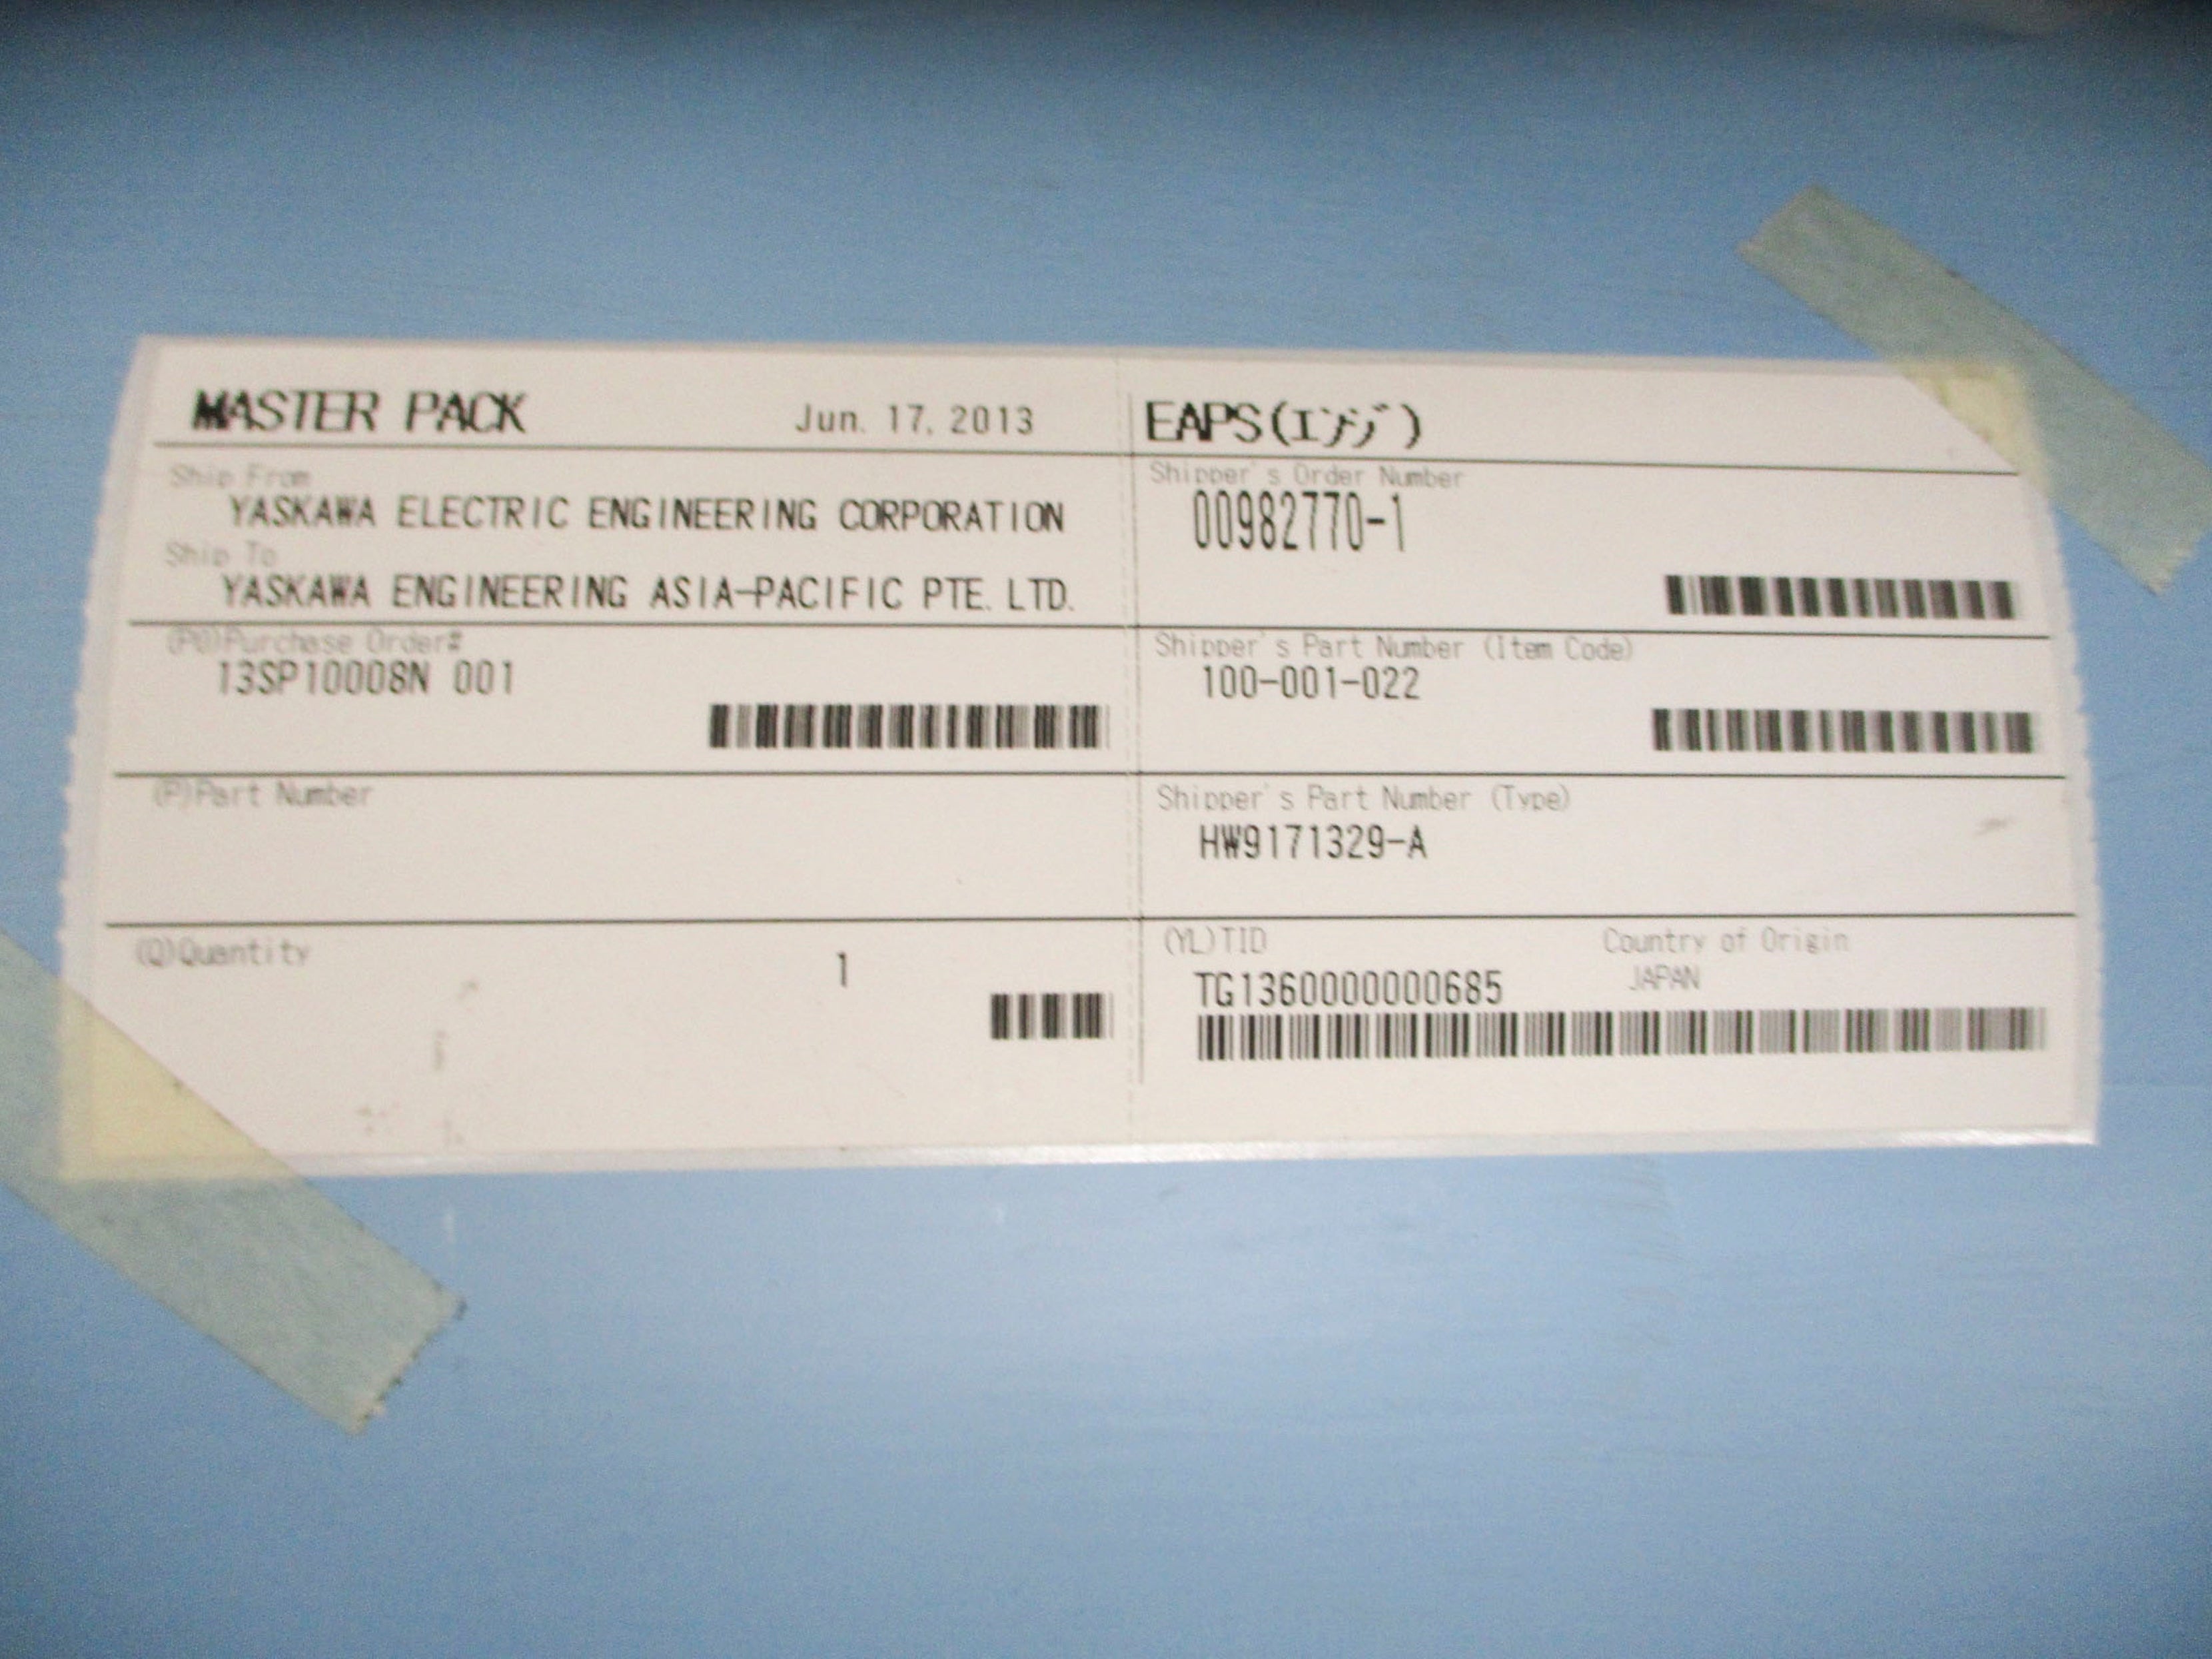 MASTER PACK Jun. 17, 2013
Ship From
YASKAWA ELECTRIC ENGINEERING CORPORATION
Ship To
YASKAWA ENGINEERING ASIA-PACIFIC PTE. LTD.
(PO)Purchase Order#
13SP10008N 001
(P)Part Number
(Q)Quantity
1
EAPS(エンジ)
Shipper's Order Number
00982770-1
Shipper's Part Number (Item Code)
100-001-022
Shipper's Part Number (Type)
HW9171329-A
(YL)TID Country of Origin
TG1360000000685 JAPAN